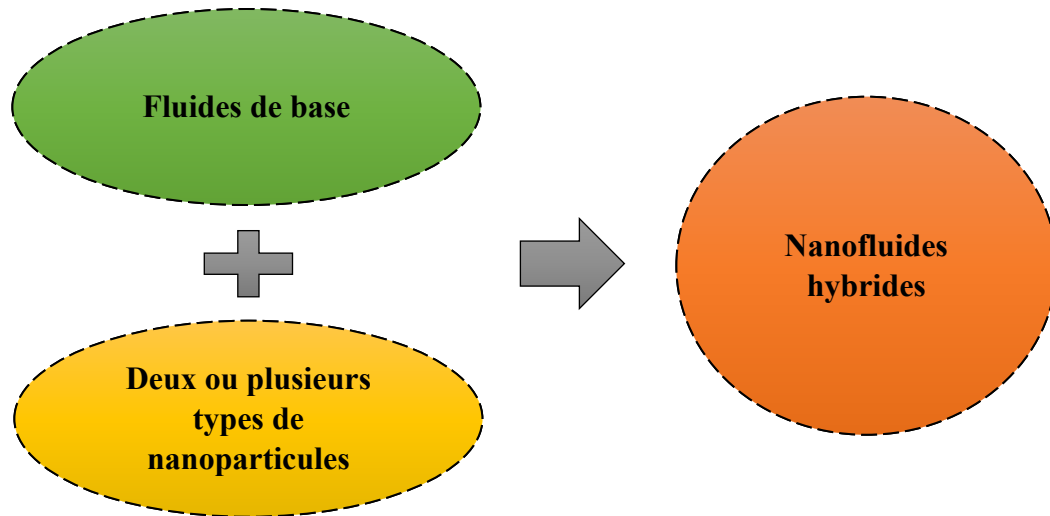 Fluides de base
Deux ou plusieurs
types de
nanoparticules
Nanofluides
hybrides